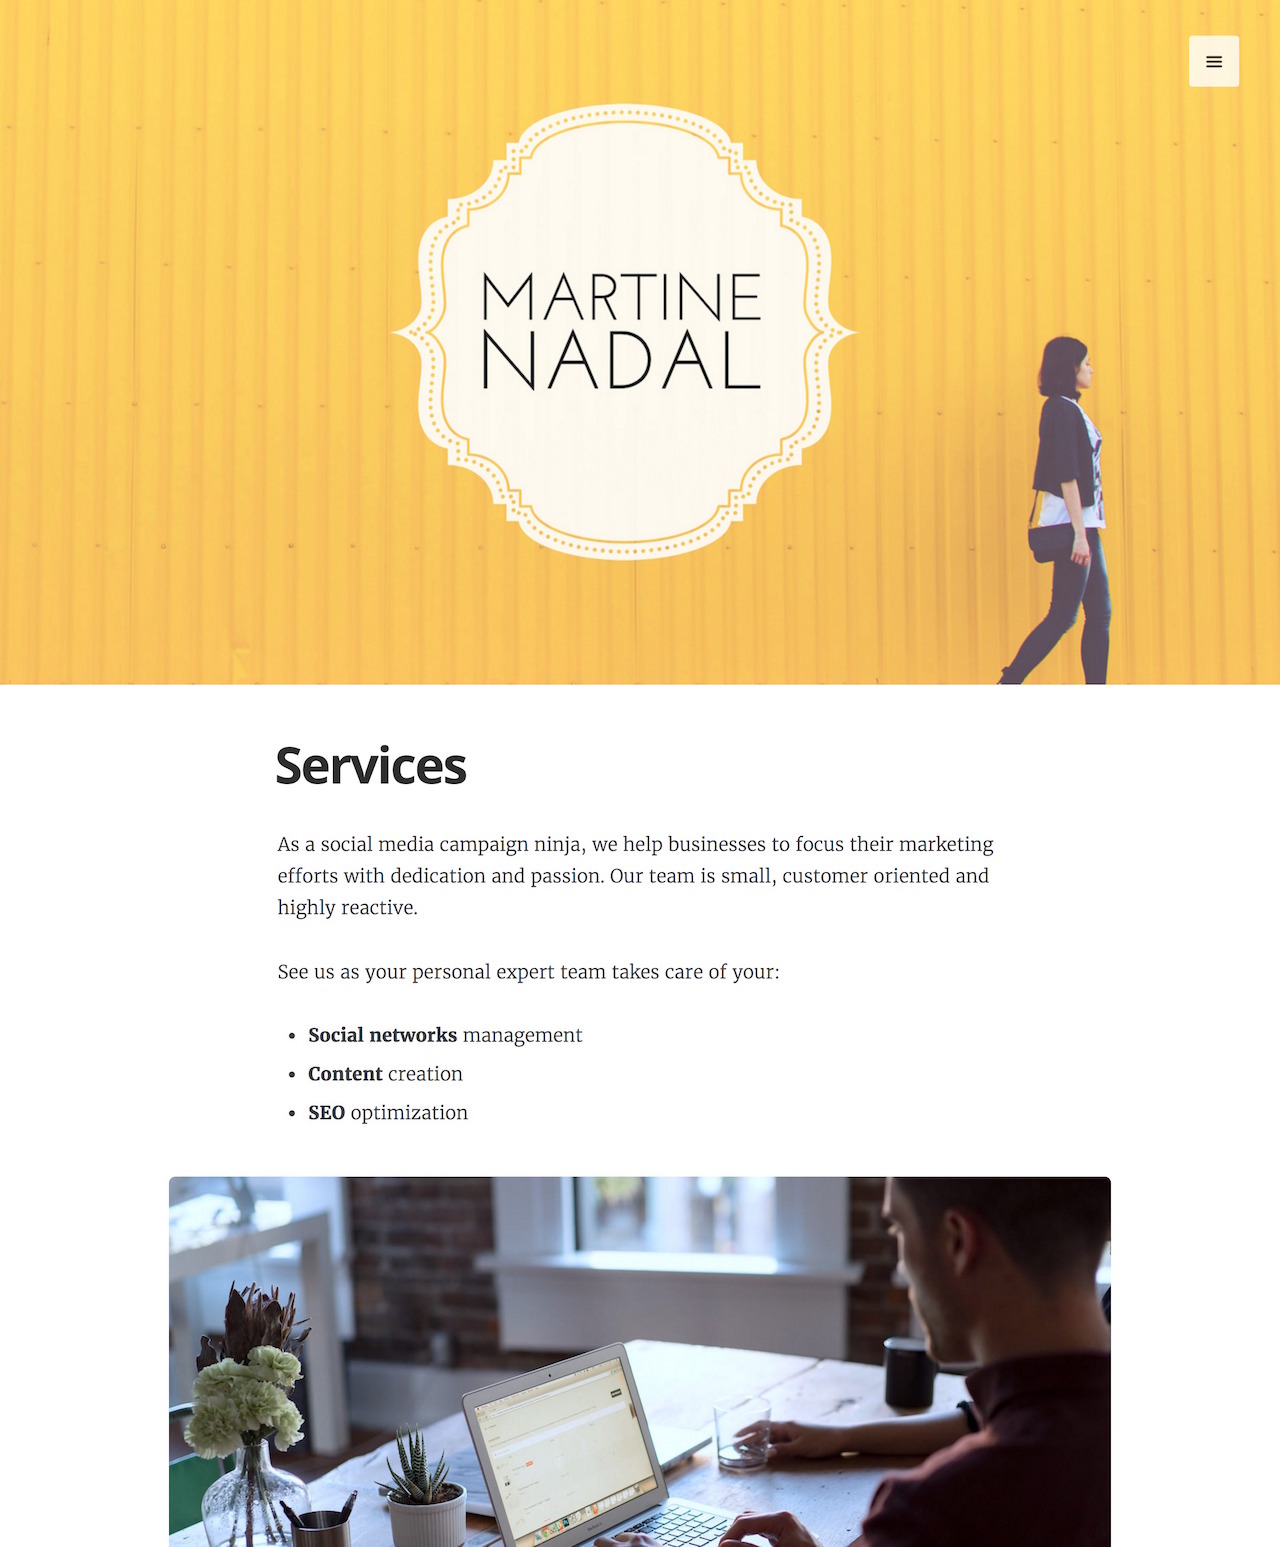 MARTINE
NADAL
Services
As a social media campaign ninja, we help businesses to focus their marketing
efforts with dedication and passion. Our team is small, customer oriented and
highly reactive.
See us as your personal expert team takes care of your:
• Social networks management
• Content creation
• SEO optimization